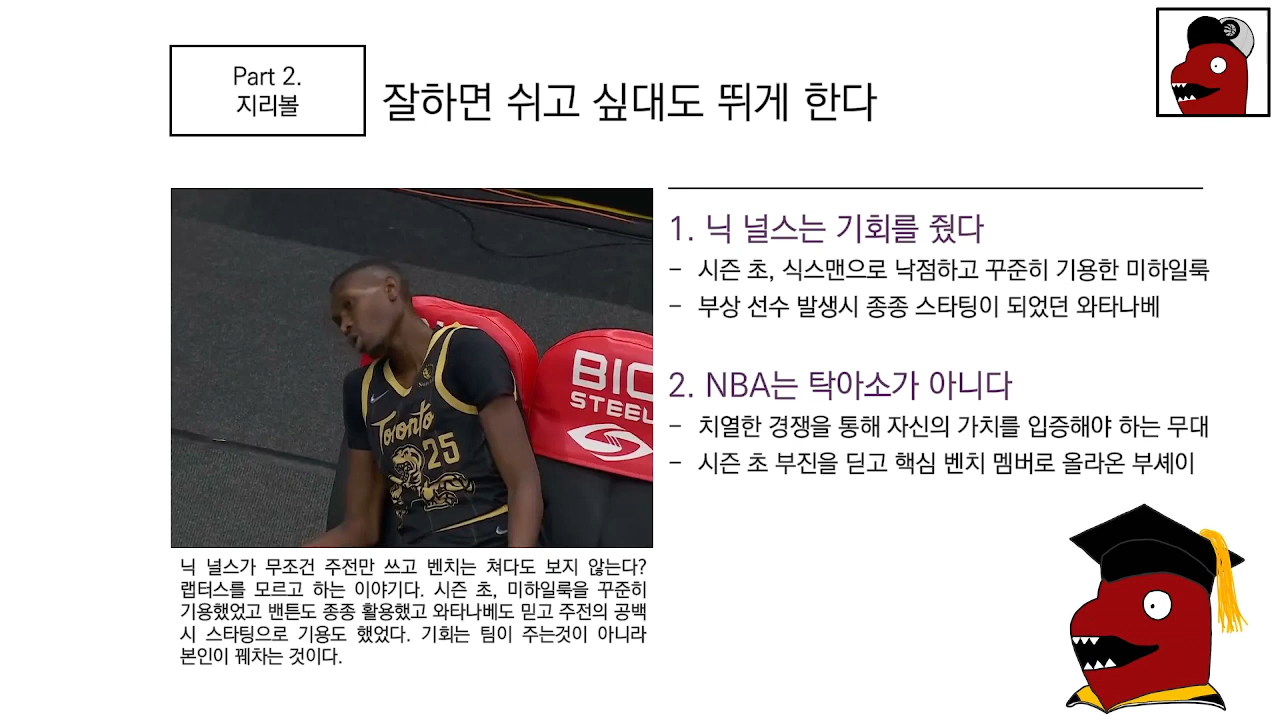 Part 2.
지리볼
잘하면 쉬고 싶대도 뛰게 한다
Toronto
25
BIO
STEEL
1. 닉 널스는 기회를 줬다
- 시즌 초, 식스맨으로 낙점하고 꾸준히 기용한 미하일룩
- 부상 선수 발생시 종종 스타팅이 되었던 와타나베
2. NBA는 탁아소가 아니다
- 치열한 경쟁을 통해 자신의 가치를 입증해야 하는 무대
- 시즌 초 부진을 딛고 핵심 벤치 멤버로 올라온 부셰이
닉 널스가 무조건 주전만 쓰고 벤치는 쳐다도 보지 않는다?
랩터스를 모르고 하는 이야기다. 시즌 초, 미하일룩을 꾸준히
기용했었고 밴튼도 종종 활용했고 와타나베도 믿고 주전의 공백
시 스타팅으로 기용도 했었다. 기회는 팀이 주는것이 아니라
본인이 꿰차는 것이다.